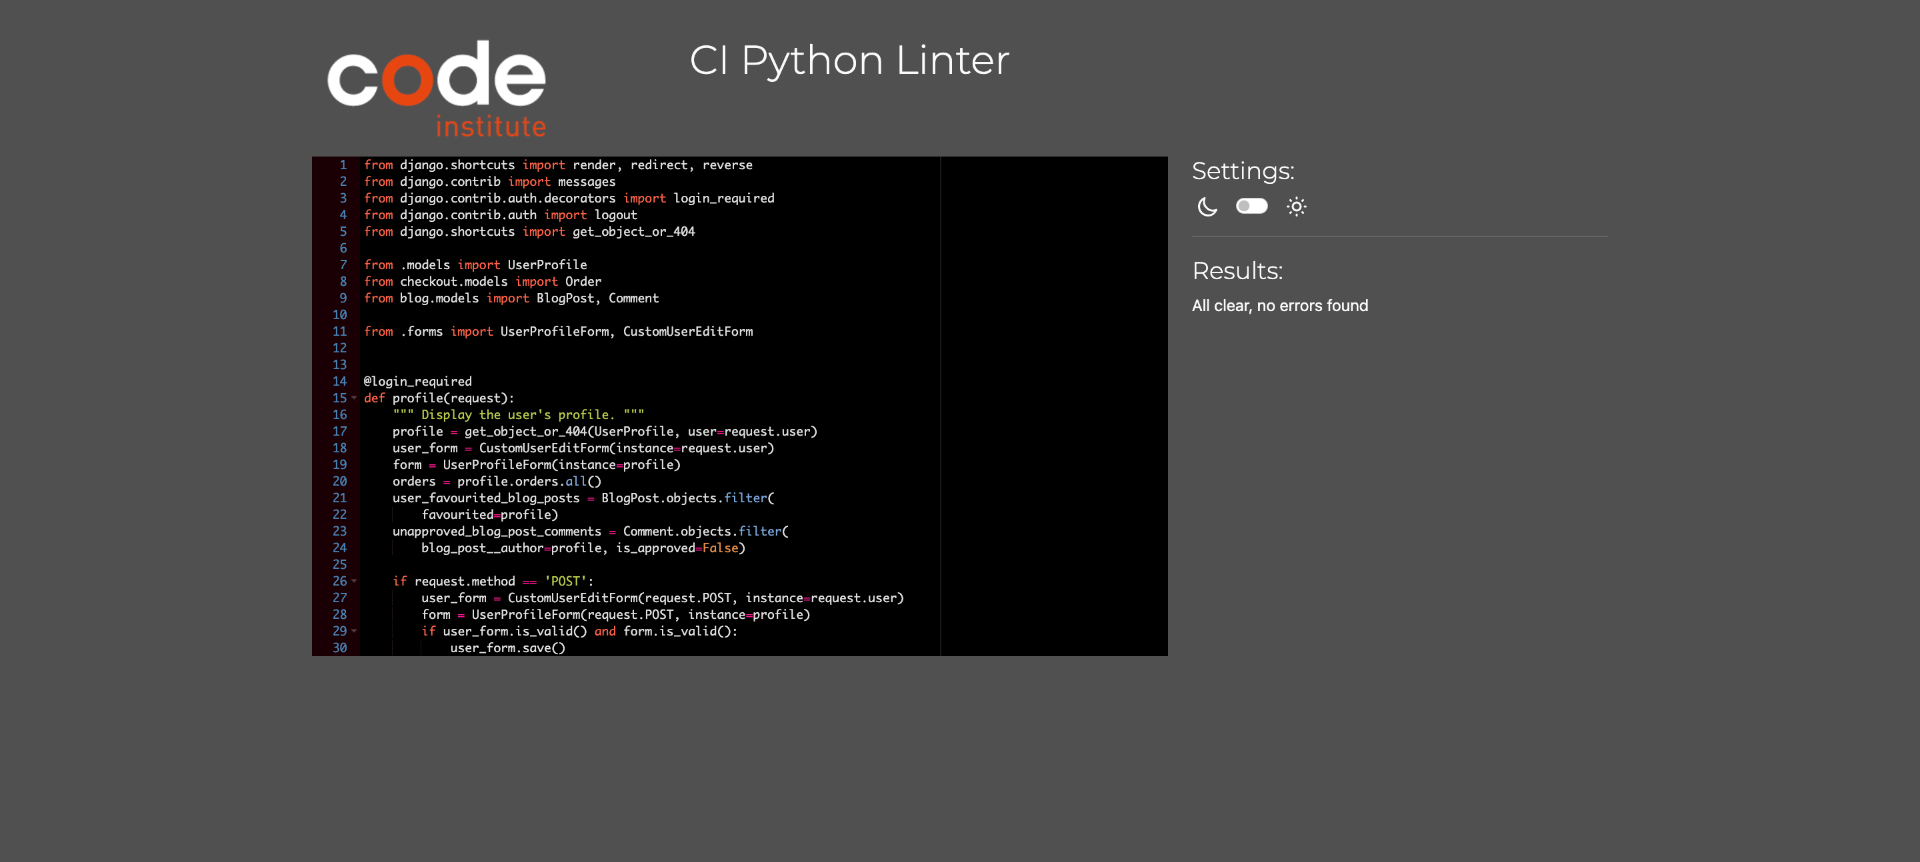 code
institute
CI Python Linter
1 from django.shortcuts import render, redirect, reverse
2 from django.contrib import messages
3 from django.contrib.auth.decorators import login_required
4 from django.contrib.auth import logout
5 from django.shortcuts import get_object_or_404
6
7 from .models import UserProfile
8 from checkout.models import Order
9 from blog.models import BlogPost, Comment
10
11 from .forms import UserProfileForm, CustomUserEditForm
12
13
14 @login_required
15 def profile(request):
16     """ Display the user's profile. """
17     profile = get_object_or_404(UserProfile, user=request.user)
18     user_form = CustomUserEditForm(instance=request.user)
19     form = UserProfileForm(instance=profile)
20     orders = profile.orders.all()
21     user_favourited_blog_posts = BlogPost.objects.filter(
22         favourited=profile)
23     unapproved_blog_post_comments = Comment.objects.filter(
24         blog_post__author=profile, is_approved=False)
25
26     if request.method == 'POST':
27         user_form = CustomUserEditForm(request.POST, instance=request.user)
28         form = UserProfileForm(request.POST, instance=profile)
29         if user_form.is_valid() and form.is_valid():
30             user_form.save()
Settings:
Results:
All clear, no errors found